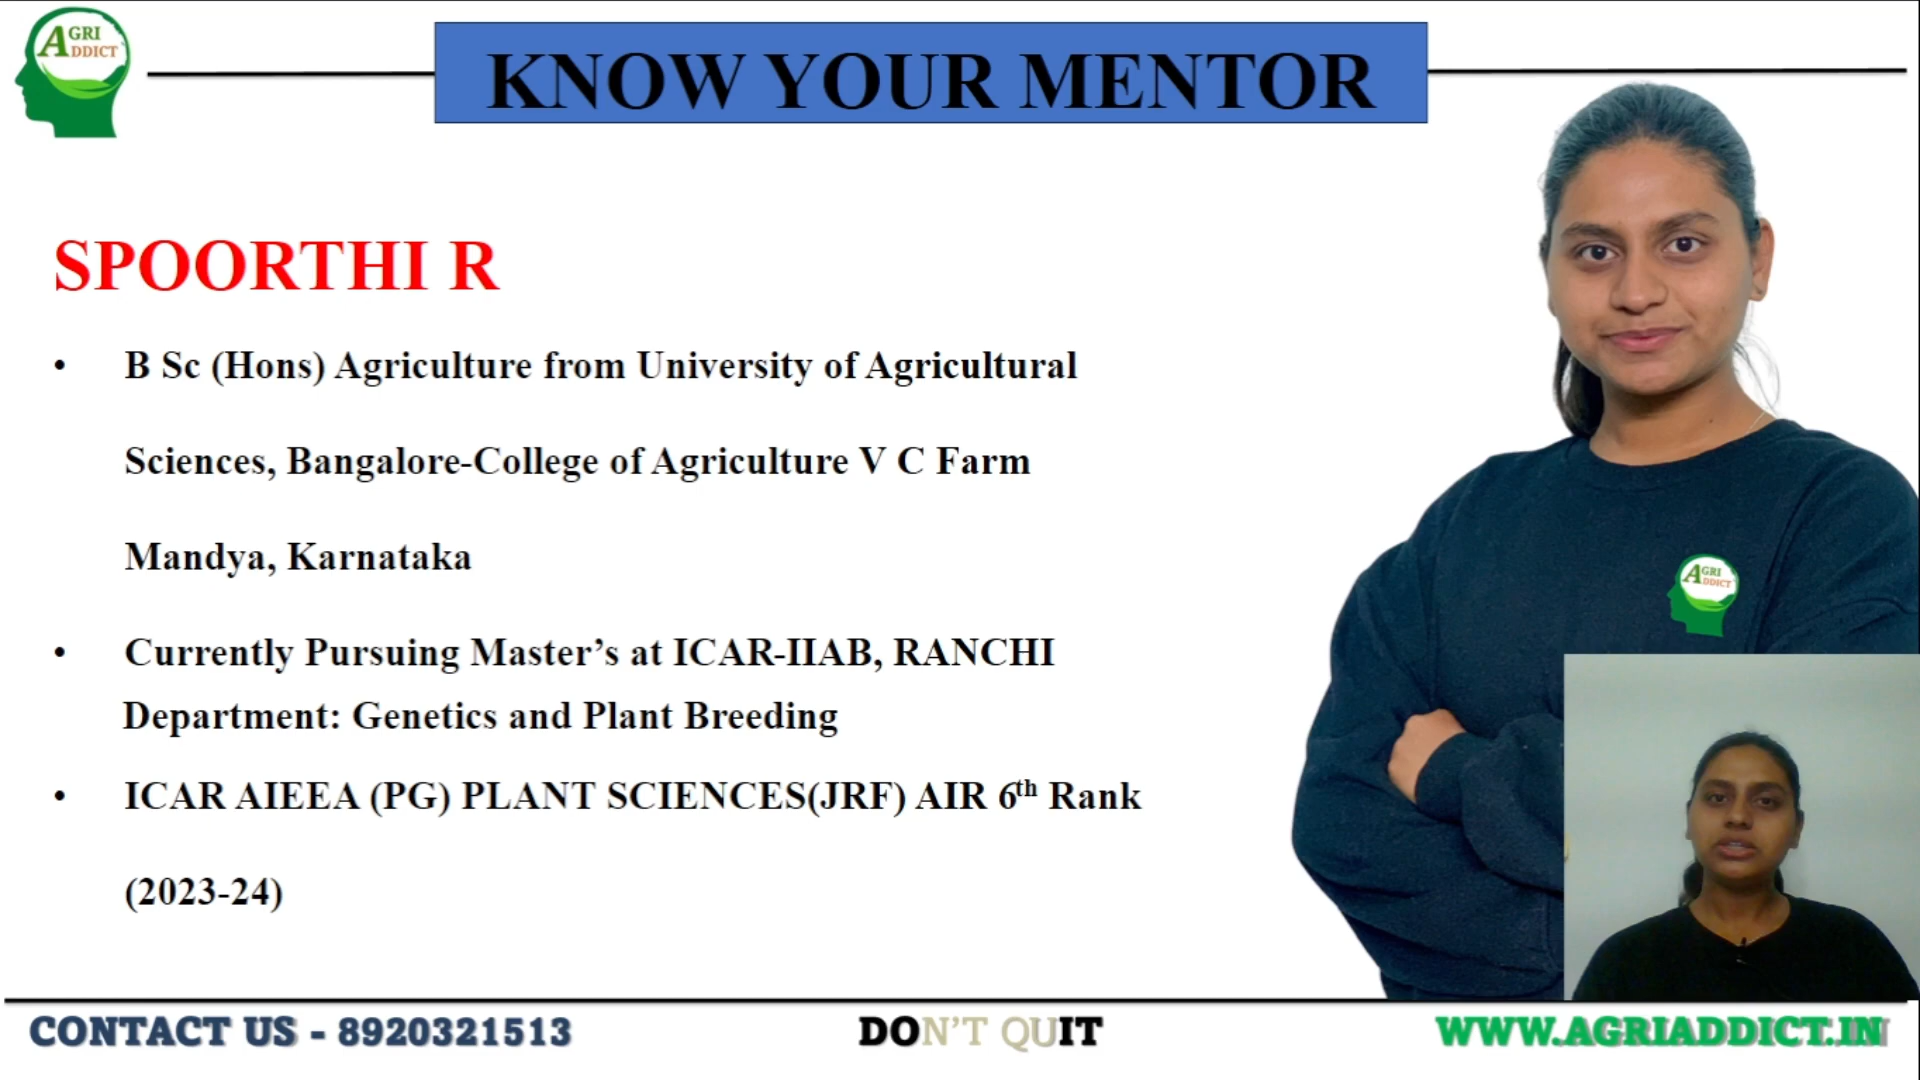 AGRI
ADDICT
KNOW YOUR MENTOR
SPOORTHI R
• B Sc (Hons) Agriculture from University of Agricultural
Sciences, Bangalore-College of Agriculture V C Farm
Mandya, Karnataka
• Currently Pursuing Master’s at ICAR-IIAB, RANCHI
Department: Genetics and Plant Breeding
• ICAR AIEEA (PG) PLANT SCIENCES(JRF) AIR 6th Rank
(2023-24)
AGRI
ADDICT
CONTACT US - 8920321513
DON’T QUIT
WWW.AGRIADDICT.IN